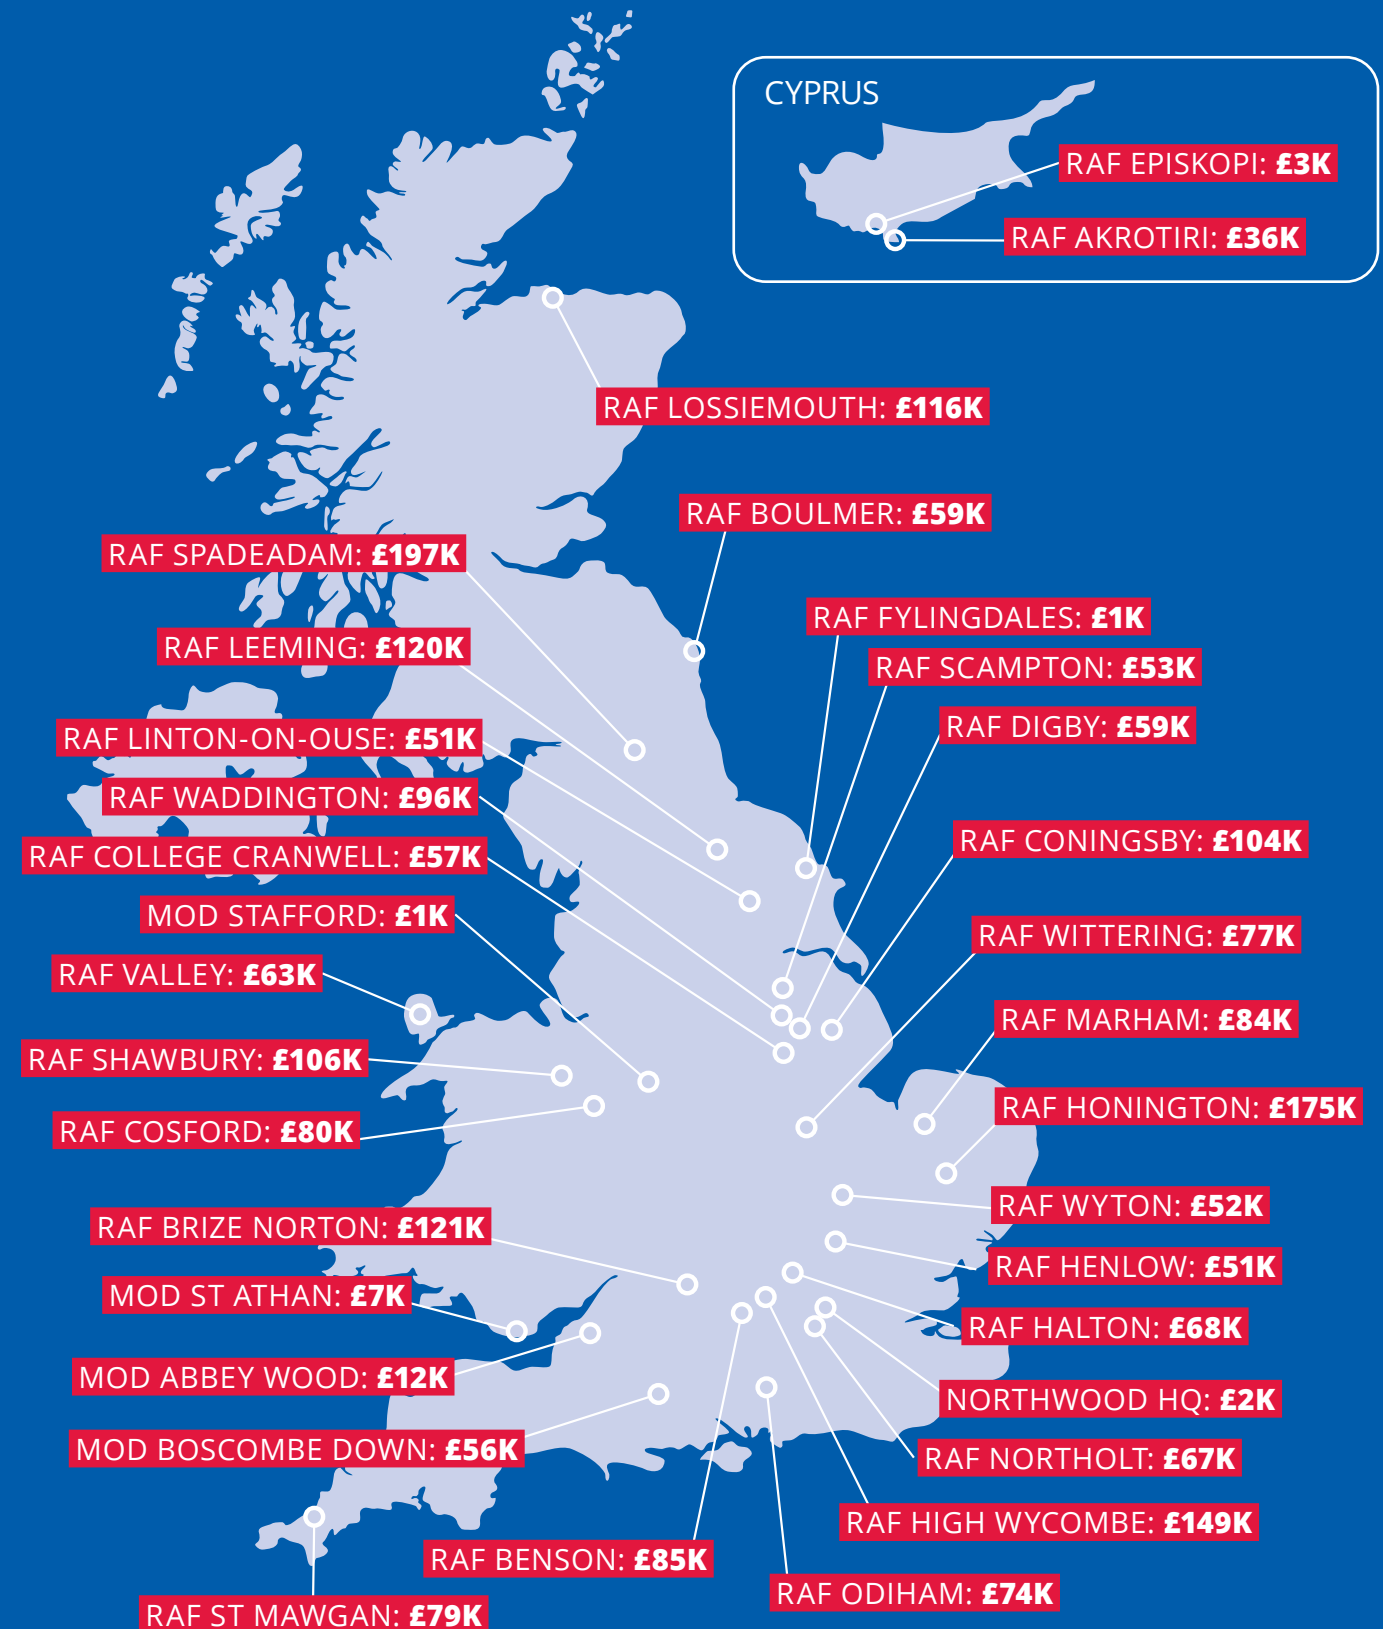 CYPRUS
RAF EPISKOPI: £3K
RAF AKROTIRI: £36K
RAF LOSSIEMOUTH: £116K
RAF BOULMER: £59K
RAF SPADEADAM: £197K
RAF FYLINGDALES: £1K
RAF LEEMING: £120K
RAF SCAMPTON: £53K
RAF DIGBY: £59K
RAF LINTON-ON-OUSE: £51K
RAF WADDINGTON: £96K
RAF CONINGSBY: £104K
RAF COLLEGE CRANWELL: £57K
MOD STAFFORD: £1K
RAF WITTERING: £77K
RAF VALLEY: £63K
RAF MARHAM: £84K
RAF SHAWBURY: £106K
RAF HONINGTON: £175K
RAF COSFORD: £80K
RAF WYTON: £52K
RAF BRIZE NORTON: £121K
RAF HENLOW: £51K
MOD ST ATHAN: £7K
RAF HALTON: £68K
MOD ABBEY WOOD: £12K
NORTHWOOD HQ: £2K
MOD BOSCOMBE DOWN: £56K
RAF NORTHOLT: £67K
RAF HIGH WYCOMBE: £149K
RAF BENSON: £85K
RAF ODIHAM: £74K
RAF ST MAWGAN: £79K